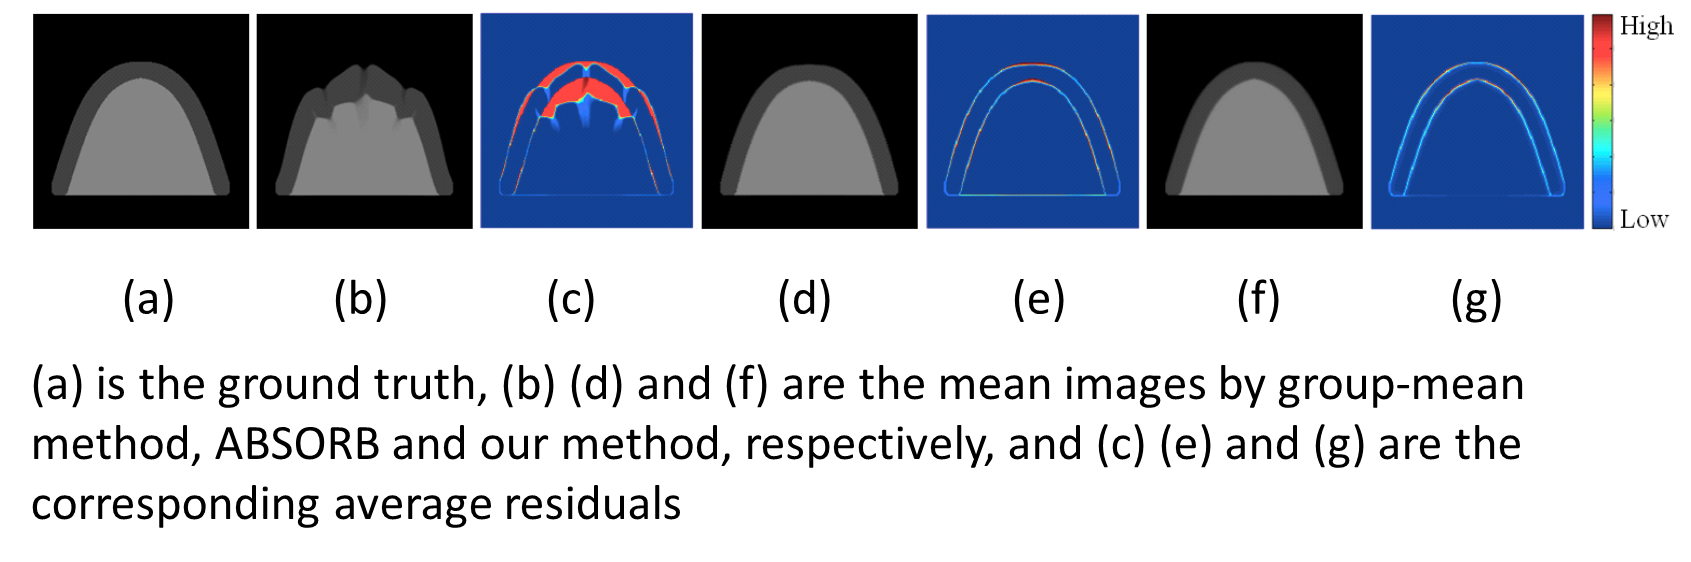 High
Low
(a) (b) (c) (d) (e) (f) (g)
(a) is the ground truth, (b) (d) and (f) are the mean images by group-mean
method, ABSORB and our method, respectively, and (c) (e) and (g) are the
corresponding average residuals